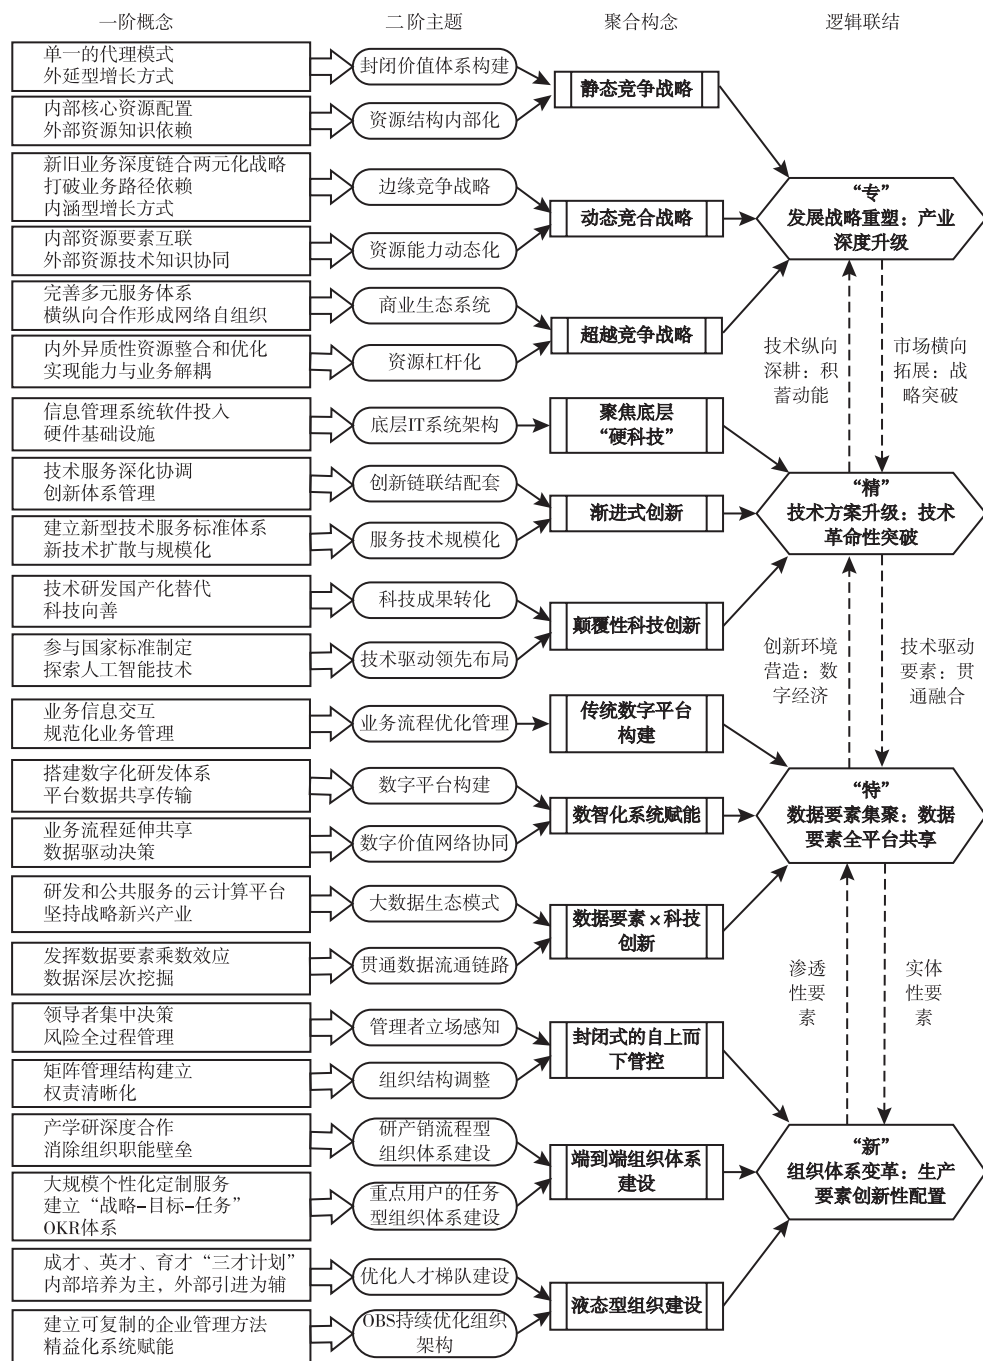 一阶概念
二阶主题
聚合构念
逻辑联结
单一的代理模式
外延型增长方式
封闭价值体系构建
静态竞争战略
内部核心资源配置
外部资源知识依赖
资源结构内部化
新旧业务深度链合两元化战略
打破业务路径依赖
内涵型增长方式
边缘竞争战略
动态竞合战略
“专”
发展战略重塑：产业
深度升级
内部资源要素互联
外部资源技术知识协同
资源能力动态化
完善多元服务体系
横纵向合作形成网络自组织
商业生态系统
超越竞争战略
内外异质性资源整合和优化
实现能力与业务解耦
资源杠杆化
技术纵向
深耕：积
蓄动能
市场横向
拓展：战
略突破
信息管理系统软件投入
硬件基础设施
底层IT系统架构
聚焦底层
“硬科技”
技术服务深化协调
创新体系管理
创新链联结配套
渐进式创新
“精”
技术方案升级：技术
革命性突破
建立新型技术服务标准体系
新技术扩散与规模化
服务技术规模化
技术研发国产化替代
科技向善
科技成果转化
颠覆性科技创新
参与国家标准制定
探索人工智能技术
技术驱动领先布局
创新环境
营造：数
字经济
技术驱动
要素：贯
通融合
业务信息交互
规范化业务管理
业务流程优化管理
传统数字平台
构建
搭建数字化研发体系
平台数据共享传输
数字平台构建
数智化系统赋能
“特”
数据要素集聚：数据
要素全平台共享
业务流程延伸共享
数据驱动决策
数字价值网络协同
研发和公共服务的云计算平台
坚持战略新兴产业
大数据生态模式
数据要素×科技
创新
发挥数据要素乘数效应
数据深层次挖掘
贯通数据流通链路
渗透
性要
素
实体
性要
素
领导者集中决策
风险全过程管理
管理者立场感知
封闭式的自上而
下管控
矩阵管理结构建立
权责清晰化
组织结构调整
产学研深度合作
消除组织职能壁垒
研产销流程型
组织体系建设
端到端组织体系
建设
“新”
组织体系变革：生产
要素创新性配置
大规模个性化定制服务
建立“战略–目标–任务”
OKR体系
重点用户的任务
型组织体系建设
成才、英才、育才“三才计划”
内部培养为主，外部引进为辅
优化人才梯队建设
液态型组织建设
建立可复制的企业管理方法
精益化系统赋能
OBS持续优化组织
架构